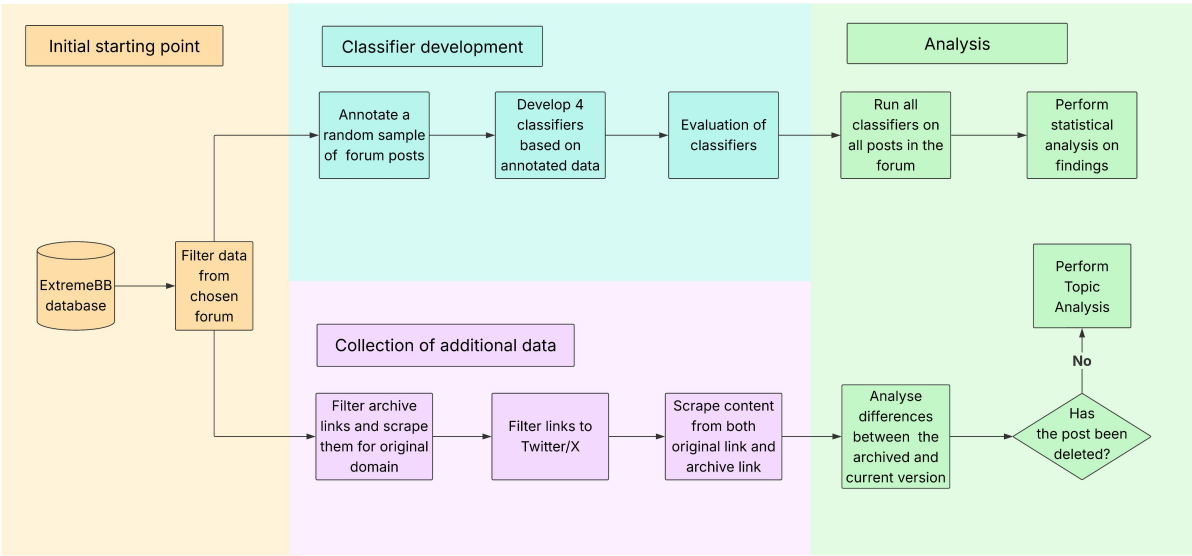 Initial starting point
Classifier development
Analysis
Annotate a
random sample
of forum posts
Develop 4
classifiers
based on
annotated data
Evaluation of
classifiers
Run all
classifiers on
all posts in the
forum
Perform
statistical
analysis on
findings
ExtremeBB
database
Filter data
from
chosen
forum
Perform
Topic
Analysis
No
Collection of additional data
Filter archive
links and scrape
them for original
domain
Filter links to
Twitter/X
Scrape content
from both
original link and
archive link
Analyse
differences
between the
archived and
current version
Has
the post been
deleted?